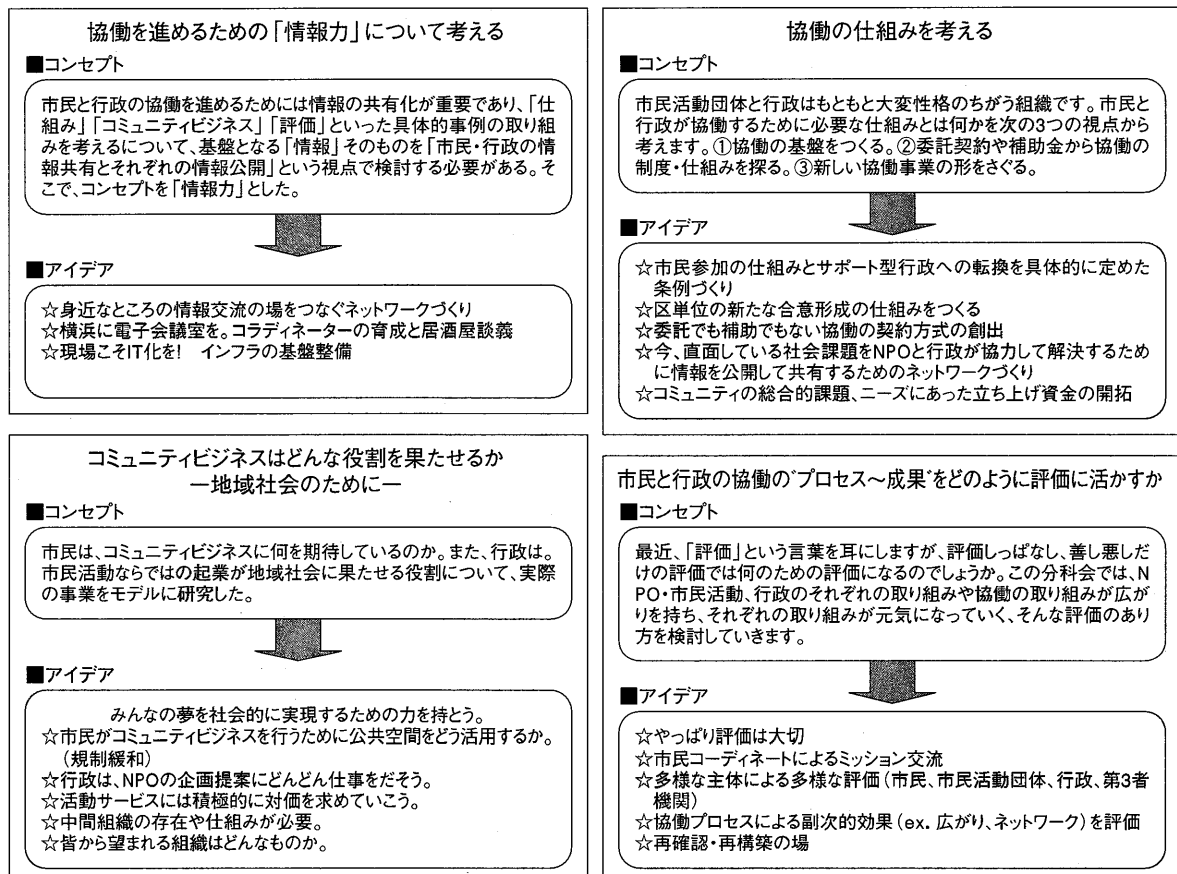 協働を進めるための「情報力」について考える
■コンセプト
市民と行政の協働を進めるためには情報の共有化が重要であり、「仕
組み」「コミュニティビジネス」「評価」といった具体的事例の取り組
みを考えるについて、基盤となる「情報」そのものを「市民・行政の情
報共有とそれぞれの情報公開」という視点で検討する必要がある。そ
こで、コンセプトを「情報力」とした。
■アイデア
☆身近なところの情報交流の場をつなぐネットワークづくり
☆横浜に電子会議室を。コラディネーターの育成と居酒屋談義
☆現場こそIT化を!　インフラの基盤整備
協働の仕組みを考える
■コンセプト
市民活動団体と行政はもともと大変性格のちがう組織です。市民と
行政が協働するために必要な仕組みとは何かを次の3つの視点から
考えます。①協働の基盤をつくる。②委託契約や補助金から協働の
制度・仕組みを探る。③新しい協働事業の形をさぐる。
■アイデア
☆市民参加の仕組みとサポート型行政への転換を具体的に定めた
条例づくり
☆区単位の新たな合意形成の仕組みをつくる
☆委託でも補助でもない協働の契約方式の創出
☆今、直面している社会課題をNPOと行政が協力して解決するため
に情報を公開して共有するためのネットワークづくり
☆コミュニティの総合的課題、ニーズにあった立ち上げ資金の開拓
コミュニティビジネスはどんな役割を果たせるか
ー地域社会のためにー
■コンセプト
市民は、コミュニティビジネスに何を期待しているのか。また、行政は。
市民活動ならではの起業が地域社会に果たせる役割について、実際
の事業をモデルに研究した。
■アイデア
みんなの夢を社会的に実現するための力を持とう。
☆市民がコミュニティビジネスを行うために公共空間をどう活用するか。
(規制緩和)
☆行政は、NPOの企画提案にどんどん仕事をだそう。
☆活動サービスには積極的に対価を求めていこう。
☆中間組織の存在や仕組みが必要。
☆皆から望まれる組織はどんなものか。
市民と行政の協働の"プロセス～成果"をどのように評価に活かすか
■コンセプト
最近、「評価」という言葉を耳にしますが、評価しっぱなし、善し悪しだ
けの評価では何のための評価になるのでしょうか。この分科会では、N
PO・市民活動、行政のそれぞれの取り組みや協働の取り組みが広が
りを持ち、それぞれの取り組みが元気になっていく、そんな評価のあり
方を検討していきます。
■アイデア
☆やっぱり評価は大切
☆市民コーディネートによるミッション交流
☆多様な主体による多様な評価(市民、市民活動団体、行政、第3者
機関)
☆協働プロセスによる副次的効果(ex. 広がり、ネットワーク)を評価
☆再確認・再構築の場